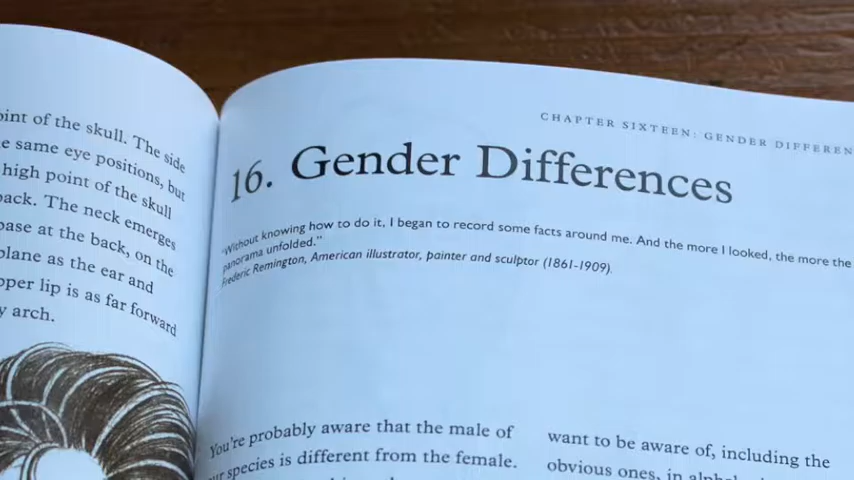 point of the skull. The side
same eye positions, but
high point of the skull
back. The neck emerges
base at the back, on the
plane as the ear and
upper lip is as far forward
arch.
CHAPTER SIXTEEN: GENDER DIFFEREN
16. Gender Differences
"Without knowing how to do it, I began to record some facts around me. And the more I looked, the more the
panorama unfolded."
Frederic Remington, American illustrator, painter and sculptor (1861-1909).
You're probably aware that the male of
species is different from the female.
want to be aware of, including the
obvious ones, in